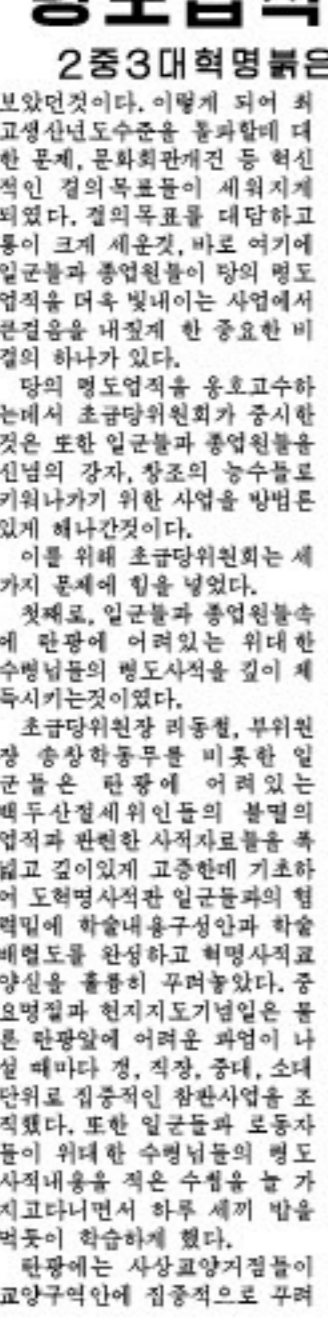 2중3대혁명붉은
보았던것이다. 이렇게 되여 최
고생산년도수준을 돌파할데 대
한 문제, 문화회관개건 등 혁신
적인 결의목표들이 세워지게
되였다. 결의목표를 대담하고
통이 크게 세운것, 바로 여기에
일군들과 종업원들이 당의 령도
업적을 더욱 빛내이는 사업에서
큰걸음을 내짚게 한 중요한 비
결의 하나가 있다.
당의 령도업적을 옹호고수하
는데서 초급당위원회가 중시한
것은 또한 일군들과 종업원들을
신념의 강자, 창조의 능수들로
키워나가기 위한 사업을 방법론
있게 해나간것이다.
이를 위해 초급당위원회는 세
가지 문제에 힘을 넣었다.
첫째로, 일군들과 종업원들속
에 탄광에 어려있는 위대한
수령님들의 령도사적을 깊이 체
득시키는것이였다.
초급당위원장 리동철, 부위원
장 송창학동무를 비롯한 일
군들은 탄광에 어려있는
백두산절세위인들의 불멸의
업적과 관련한 사적자료들을 폭
넓고 깊이있게 고증한데 기초하
여 도혁명사적관 일군들과의 협
력밑에 학술내용구성안과 학술
배렬도를 완성하고 혁명사적교
양실을 훌륭히 꾸려놓았다. 중
요명절과 현지지도기념일은 물
론 탄광앞에 어려운 과업이 나
설 때마다 갱, 직장, 중대, 소대
단위로 집중적인 참관사업을 조
직했다. 또한 일군들과 로동자
들이 위대한 수령님들의 령도
사적내용을 적은 수첩을 늘 가
지고다니면서 하루 세끼 밥을
먹듯이 학습하게 했다.
탄광에는 사상교양거점들이
교양구역안에 집중적으로 꾸려